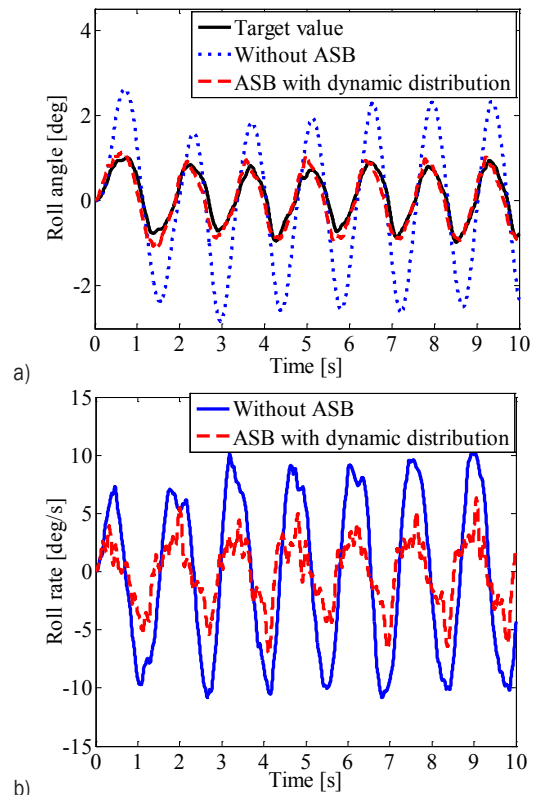 4
2
0
-2
Roll angle [deg]
Target value
Without ASB
ASB with dynamic distribution
0 1 2 3 4 5 6 7 8 9 10
Time [s]
a)
15
10
5
0
-5
-10
-15
Roll rate [deg/s]
Without ASB
ASB with dynamic distribution
0 1 2 3 4 5 6 7 8 9 10
Time [s]
b)